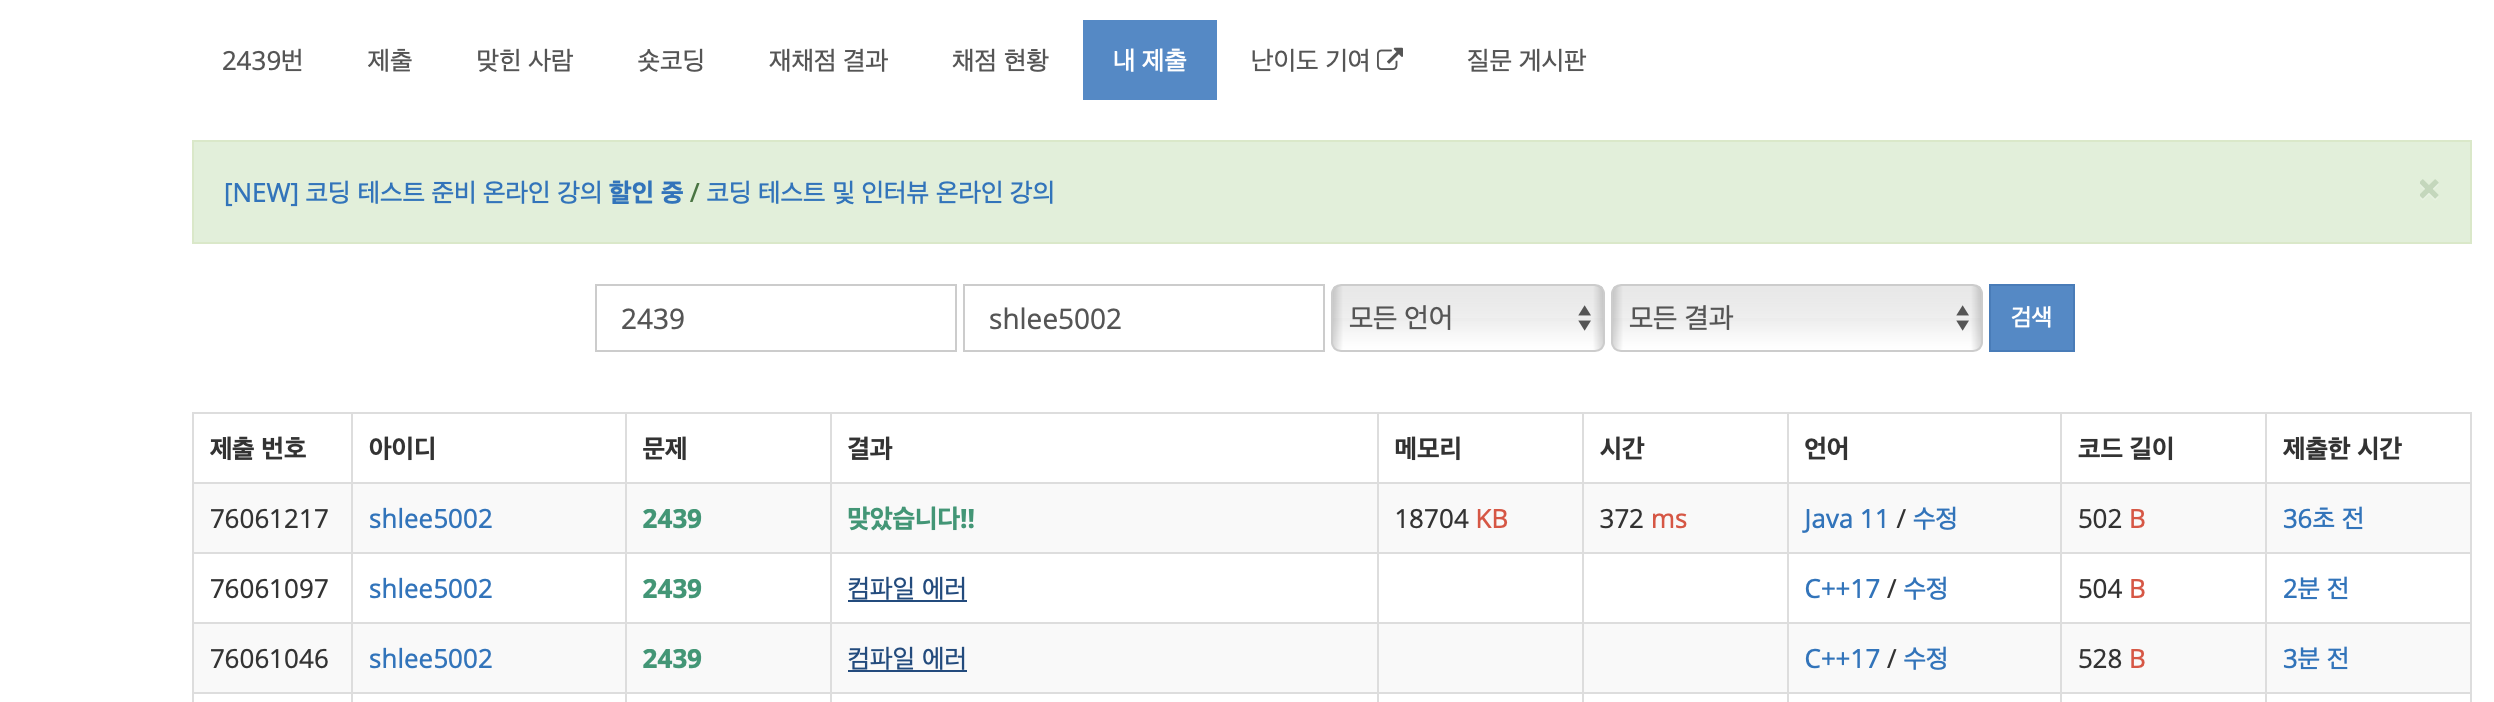 2439번 제출 맞힌 사람 숏코딩 재채점 결과 채점 현황 내 제출 난이도 기여 질문 게시판
[NEW] 코딩 테스트 준비 온라인 강의 할인 중 / 코딩 테스트 및 인터뷰 온라인 강의
2439 shlee5002 모든 언어 모든 결과 검색
제출 번호 아이디 문제 결과 메모리 시간 언어 코드 길이 제출한 시간
76061217 shlee5002 2439 맞았습니다!! 18704 KB 372 ms Java 11 / 수정 502 B 36초 전
76061097 shlee5002 2439 컴파일 에러 C++17 / 수정 504 B 2분 전
76061046 shlee5002 2439 컴파일 에러 C++17 / 수정 528 B 3분 전